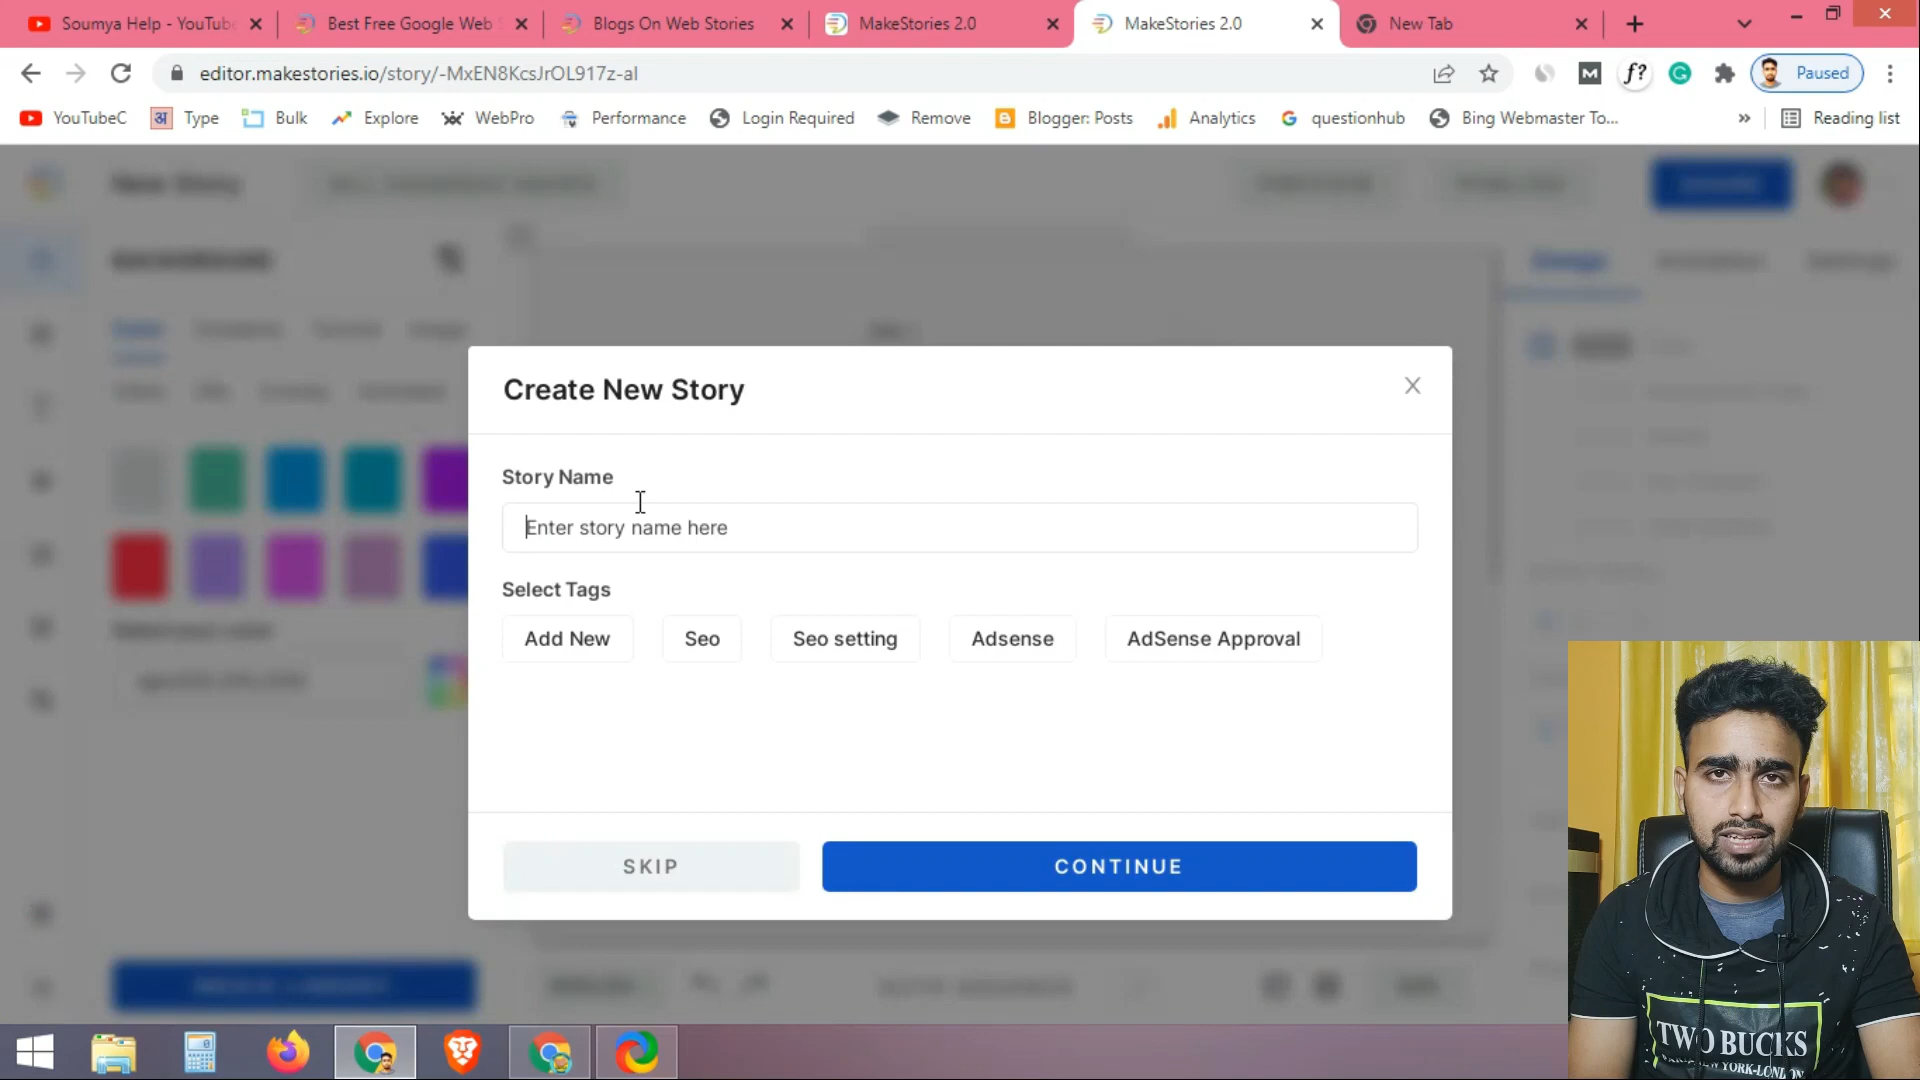 Soumya Help - YouTube
Best Free Google Web S
Blogs On Web Stories
MakeStories 2.0
MakeStories 2.0
New Tab
editor.makestories.io/story/-MxEN8KcsJrOL917z-al
M
f?
Paused
YouTubeC
अ Type
Bulk
Explore
WebPro
Performance
Login Required
Remove
Blogger: Posts
Analytics
questionhub
Bing Webmaster To...
»
Reading list
New Story
Create New Story
Story Name
Enter story name here
Select Tags
Add New
Seo
Seo setting
Adsense
AdSense Approval
SKIP
CONTINUE
TWO BUCKS